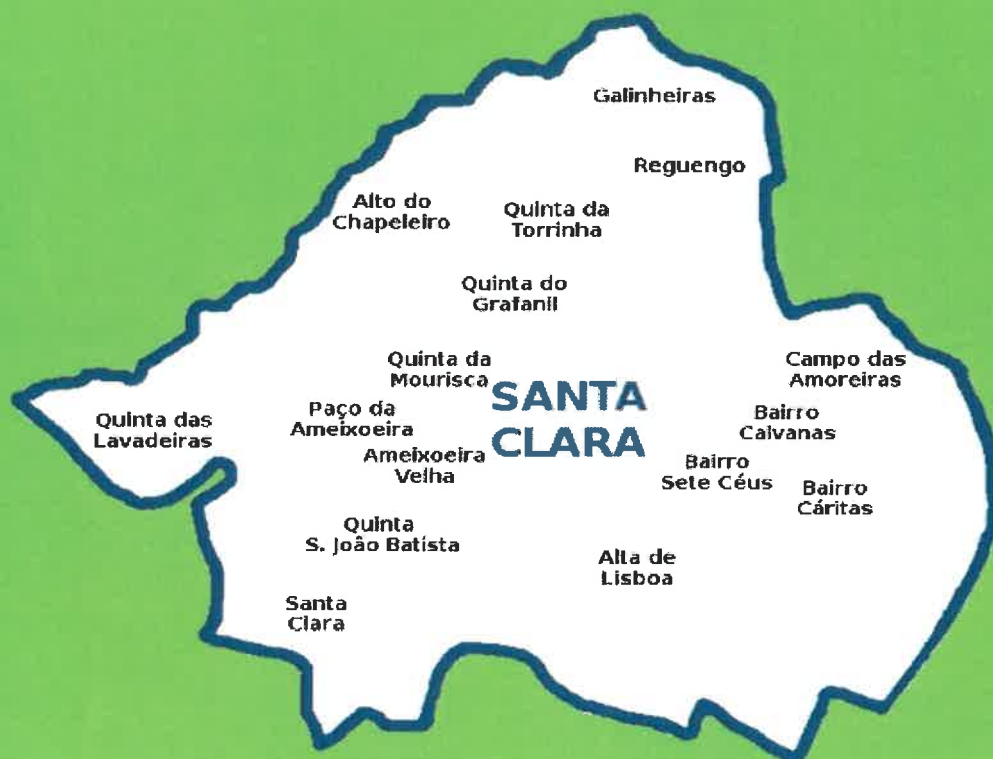 Galinheiras
Reguengo
Alto do
Chapeleiro
Quinta da
Torrinha
Quinta do
Grafanil
Quinta da
Mourisca
SANTA
CLARA
Campo das
Amoreiras
Quinta das
Lavadeiras
Paço da
Ameixoeira
Bairro
Calvanas
Ameixoeira
Velha
Bairro
Sete Céus
Bairro
Cáritas
Quinta
S. João Batista
Alta de
Lisboa
Santa
Clara